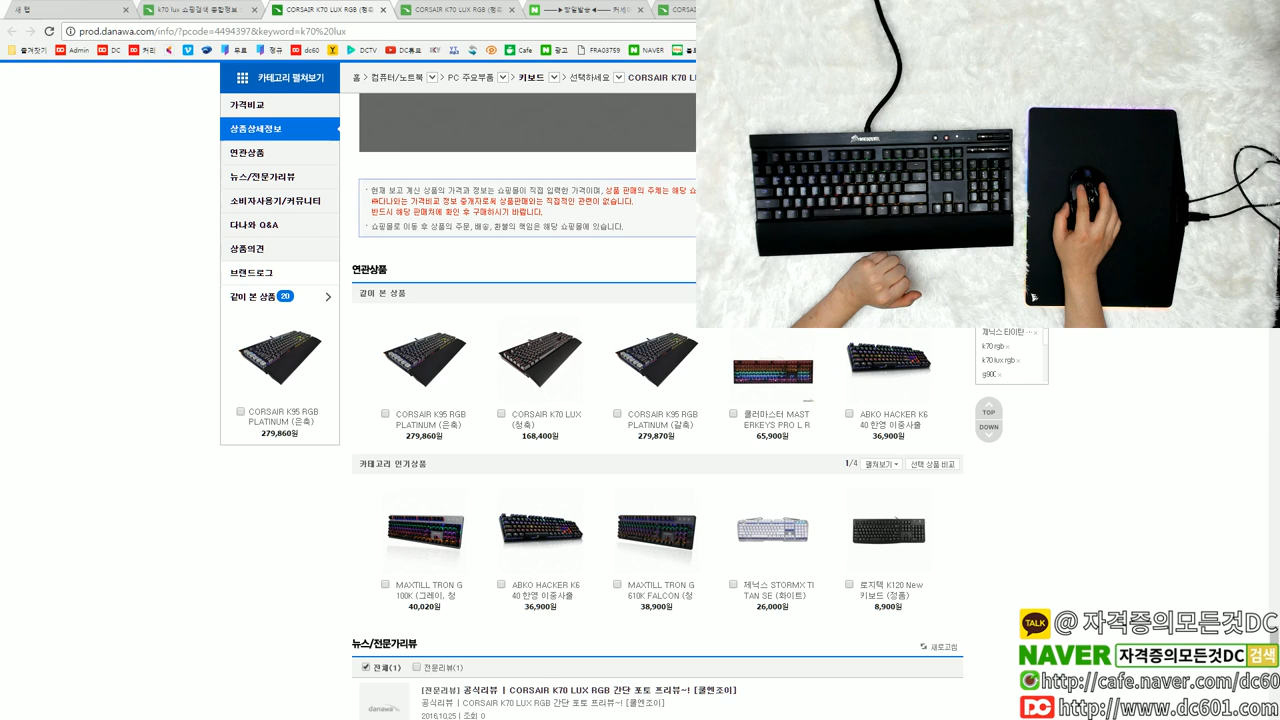 새 탭
k70 lux 쇼핑검색 종합정보 :
CORSAIR K70 LUX RGB (청축
CORSAIR K70 LUX RGB (청축
CORSA
prod.danawa.com/info/?pcode=4494397&keyword=k70%20lux
즐겨찾기
Admin
DC
커리
무료
정규
dc60
DCTV
DC통료
IKY
Cafe
광고
FRA03759
NAVER
카테고리 펼쳐보기
홈 > 컴퓨터/노트북 > PC 주요부품 > 키보드 > 선택하세요 CORSAIR K70 L
가격비교
상품상세정보
연관상품
뉴스/전문가리뷰
소비자사용기/커뮤니티
다나와 Q&A
상품의견
브랜드로그
같이 본 상품 20
CORSAIR K95 RGB
PLATINUM (은축)
279,860원
· 현재 보고 계신 상품의 가격과 정보는 쇼핑몰이 직접 입력한 가격이며, 상품 판매의 주체는 해당 쇼
다나와는 가격비교 정보 중개자로써 상품판매와는 직접적인 관련이 없습니다.
반드시 해당 판매처에 확인 후 구매하시기 바랍니다.
· 쇼핑몰로 이동 후 상품의 주문, 배송, 환불의 책임은 해당 쇼핑몰에 있습니다.
연관상품
같이 본 상품
CORSAIR K95 RGB
PLATINUM (은축)
279,860원
CORSAIR K70 LUX
(청축)
168,400원
CORSAIR K95 RGB
PLATINUM (갈축)
279,870원
쿨러마스터 MAST
ERKEYS PRO L R
65,900원
ABKO HACKER K6
40 한영 이중사출
36,900원
제닉스 타이탄 … ×
k70 rgb ×
k70 lux rgb ×
g900 ×
TOP
DOWN
카테고리 인기상품
1/4
펼쳐보기
선택 상품 비교
MAXTILL TRON G
100K (그레이, 청
40,020원
ABKO HACKER K6
40 한영 이중사출
36,900원
MAXTILL TRON G
610K FALCON (청
38,900원
제닉스 STORMX TI
TAN SE (화이트)
26,000원
로지텍 K120 New
키보드 (정품)
8,900원
뉴스/전문가리뷰
새로고침
전체(1)
전문리뷰(1)
danawa
[전문리뷰] 공식리뷰 | CORSAIR K70 LUX RGB 간단 포토 프리뷰~! [쿨엔조이]
공식리뷰 | CORSAIR K70 LUX RGB 간단 포토 프리뷰~! [쿨엔조이]
2016,10,25 | 조회 0
TALK @ 자격증의모든것DC
NAVER 자격증의모든것DC 검색
http://cafe.naver.com/dc60
DC http://www.dc601.com